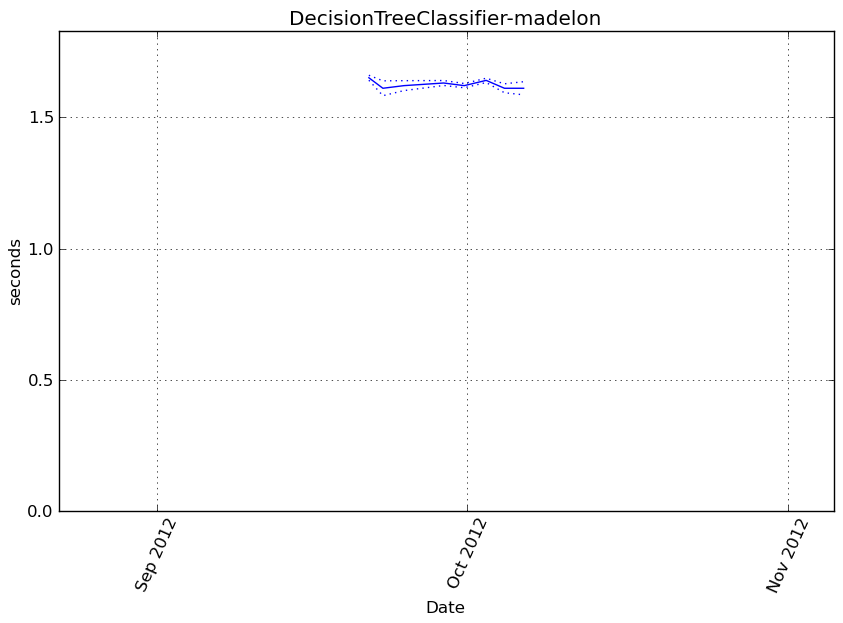 DecisionTreeClassifier-madelon
1.5
1.0
0.5
0.0
seconds
Sep 2012
Oct 2012
Nov 2012
Date